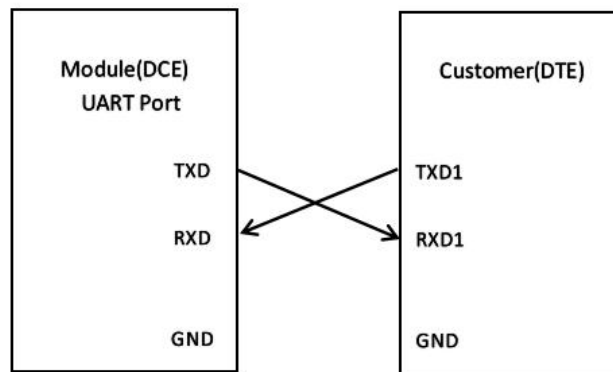 Module(DCE)
UART Port
TXD
RXD
GND
Customer(DTE)
TXD1
RXD1
GND